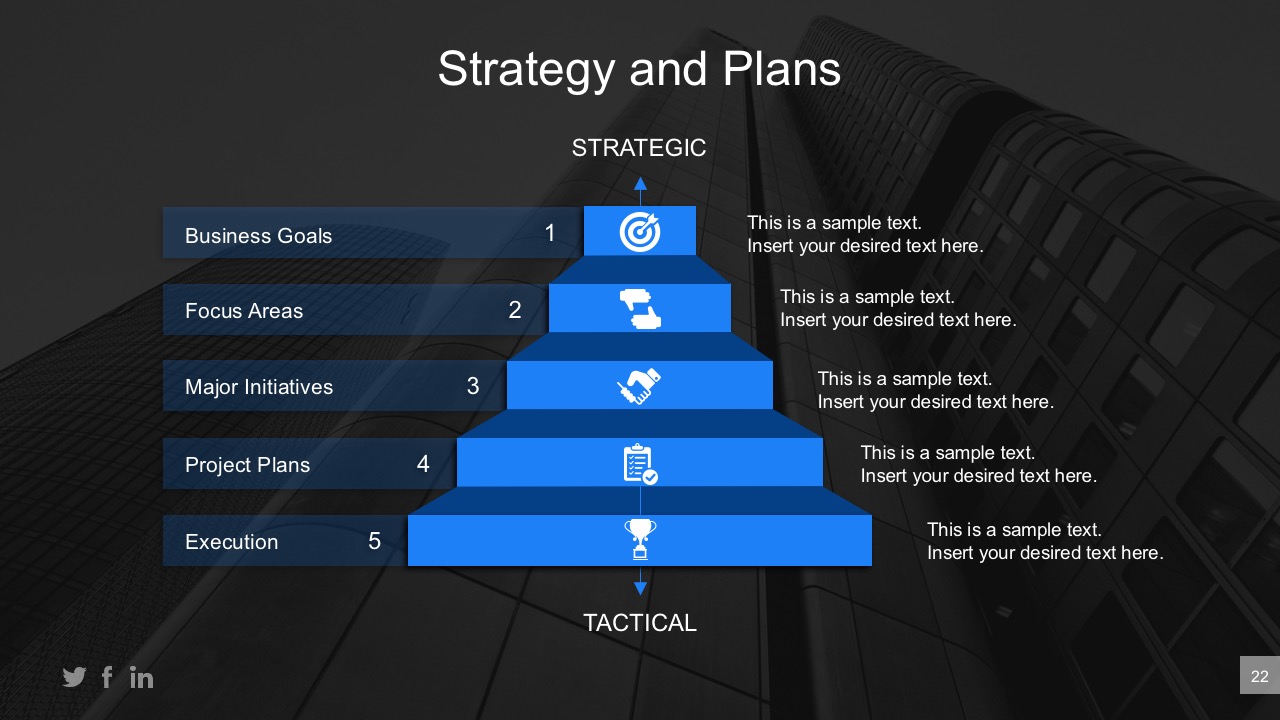 Strategy and Plans
STRATEGIC
Business Goals 1
This is a sample text.
Insert your desired text here.
Focus Areas 2
This is a sample text.
Insert your desired text here.
Major Initiatives 3
This is a sample text.
Insert your desired text here.
Project Plans 4
This is a sample text.
Insert your desired text here.
Execution 5
This is a sample text.
Insert your desired text here.
TACTICAL
22